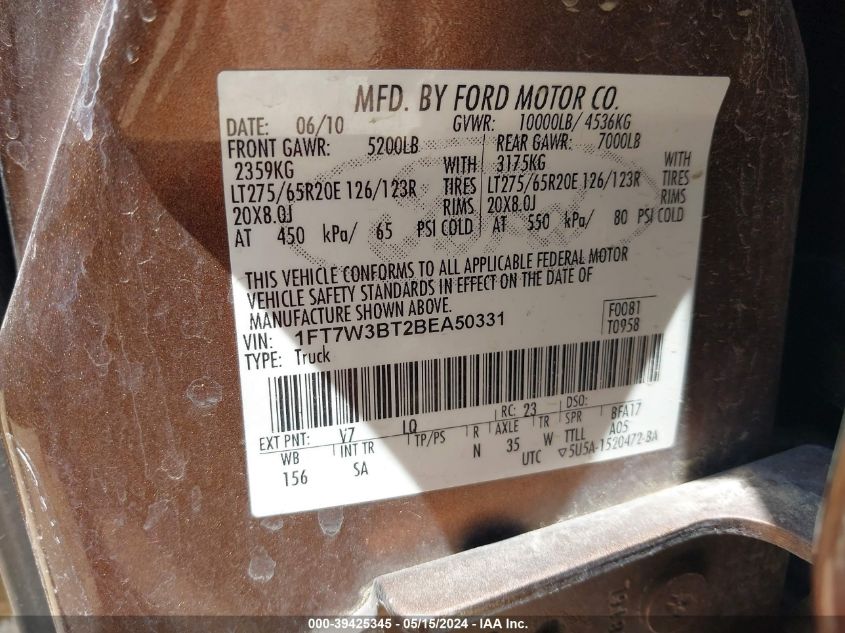 MFD. BY FORD MOTOR CO.
DATE: 06/10 GVWR: 10000LB/ 4536KG
FRONT GAWR: 5200LB REAR GAWR: 7000LB
2359KG WITH 3175KG WITH
LT275/65R20E 126/123R TIRES LT275/65R20E 126/123R TIRES
20X8.0J RIMS 20X8.0J RIMS
AT 450 kPa/ 65 PSI COLD AT 550 kPa/ 80 PSI COLD
THIS VEHICLE CONFORMS TO ALL APPLICABLE FEDERAL MOTOR
VEHICLE SAFETY STANDARDS IN EFFECT ON THE DATE OF
MANUFACTURE SHOWN ABOVE.
VIN: 1FT7W3BT2BEA50331 F0081
TYPE: Truck T0958
EXT PNT: V7 LQ RC: 23 DSO:
WB INT TR TP/PS R AXLE TR SPR BFA17
156 SA N 35 W TTLL A05
UTC ▽5U5A-1520472-BA
000-39425345 - 05/15/2024 - IAA Inc.